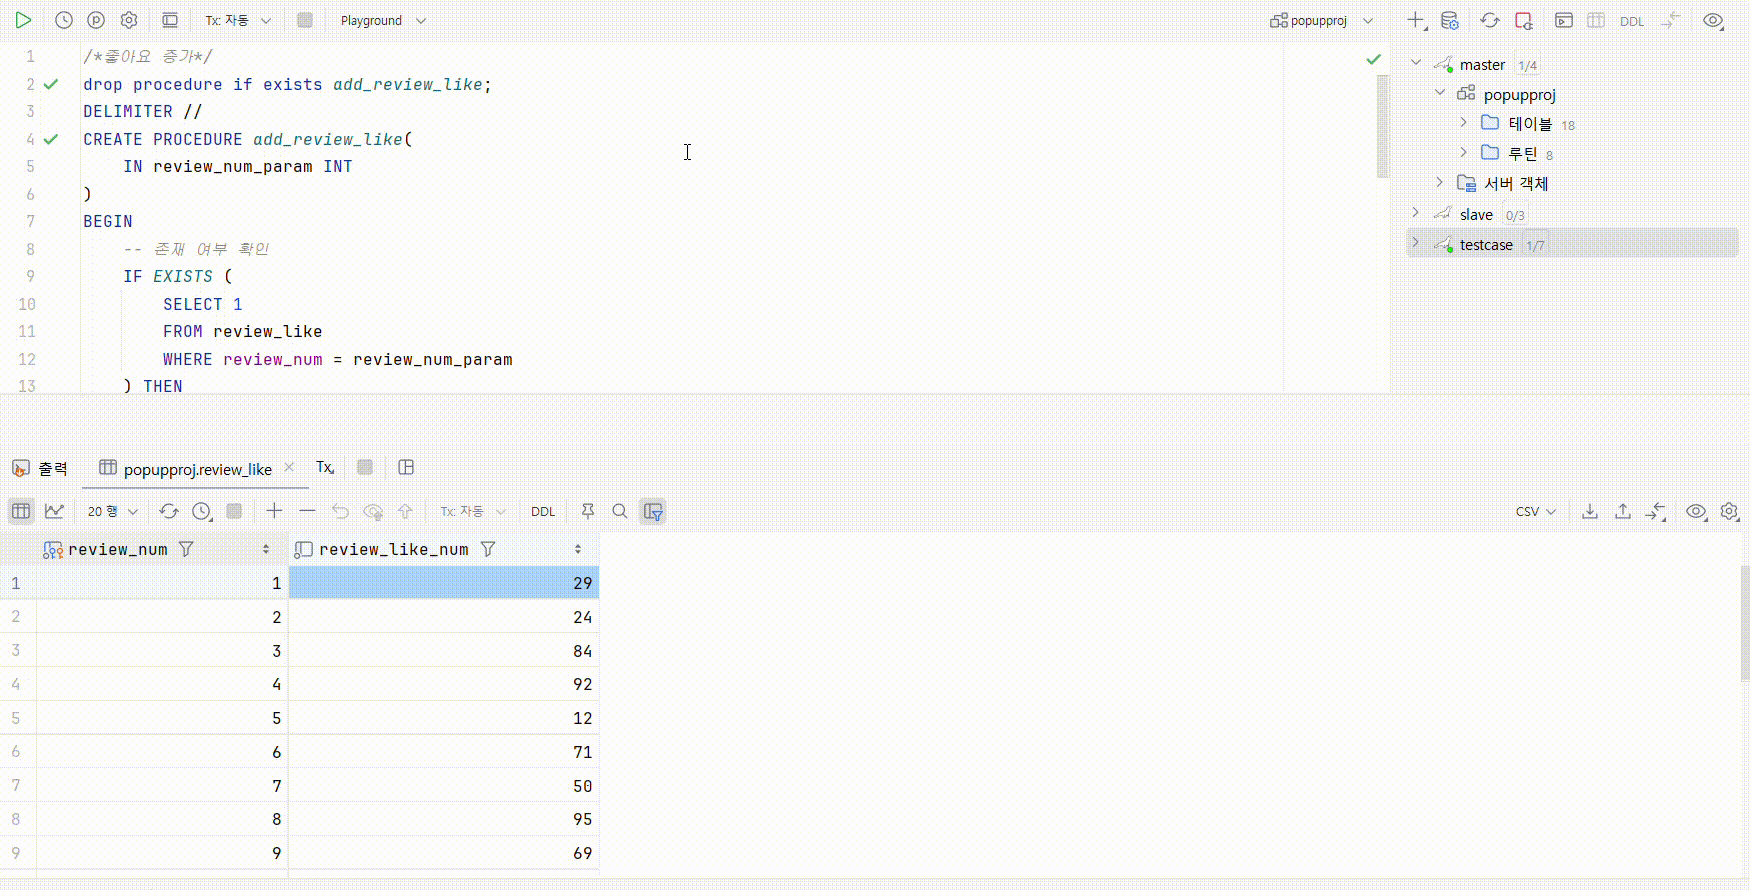 Tx: 자동
Playground
popupproj
DDL
1 /*좋아요 증가*/
2 drop procedure if exists add_review_like;
3 DELIMITER //
4 CREATE PROCEDURE add_review_like(
5 IN review_num_param INT
6 )
7 BEGIN
8 -- 존재 여부 확인
9 IF EXISTS (
10 SELECT 1
11 FROM review_like
12 WHERE review_num = review_num_param
13 ) THEN
master 1/4
popupproj
테이블 18
루틴 8
서버 객체
slave 0/3
testcase 1/7
출력
popupproj.review_like
Tx
20 행
Tx: 자동
DDL
CSV
review_num review_like_num
1 1 29
2 2 24
3 3 84
4 4 92
5 5 12
6 6 71
7 7 50
8 8 95
9 9 69